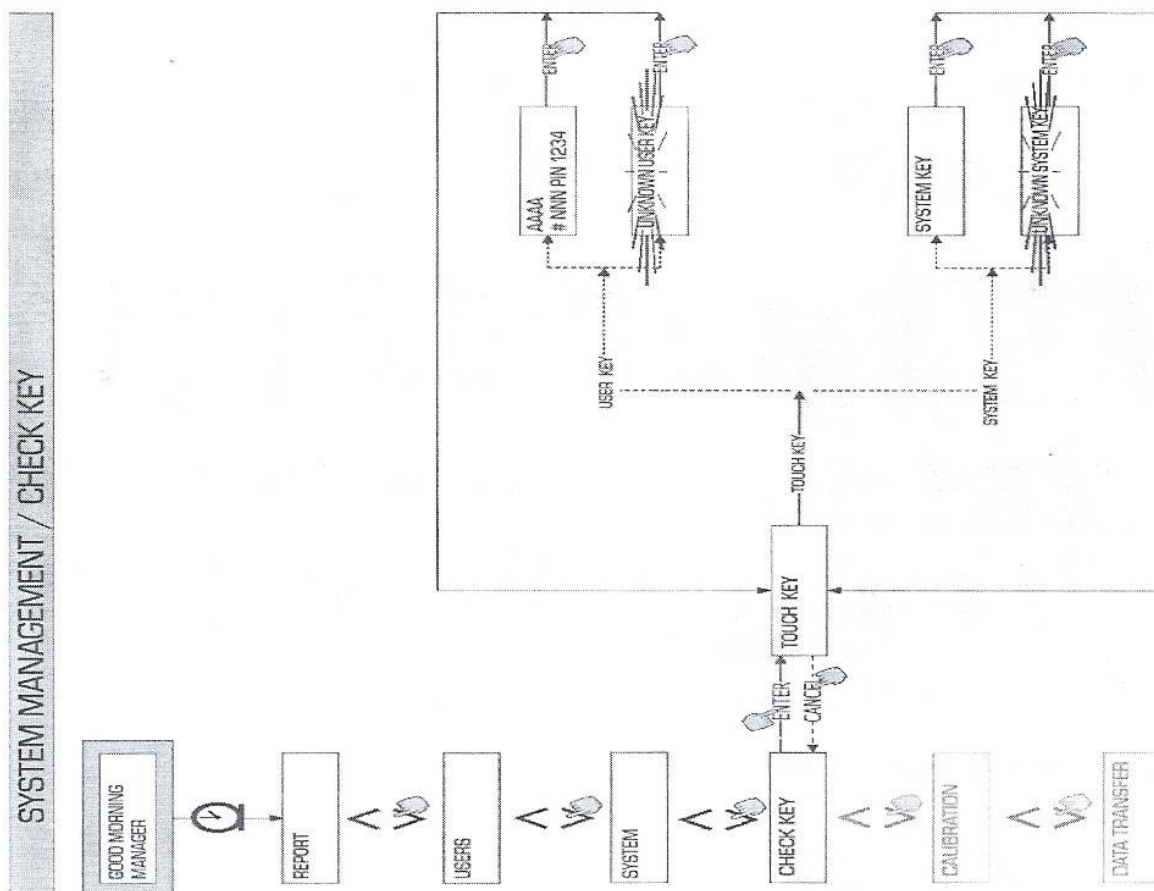 SYSTEM MANAGEMENT / CHECK KEY
GOOD MORNING
MANAGER
REPORT
USERS
SYSTEM
CHECK KEY
CALIBRATION
DATA TRANSFER
ENTER
CANCEL
TOUCH KEY
TOUCH KEY
USER KEY
AAAA
# NNN PIN 1234
ENTER
UNKNOWN USER KEY
ENTER
SYSTEM KEY
SYSTEM KEY
ENTER
UNKNOWN SYSTEM KEY
ENTER